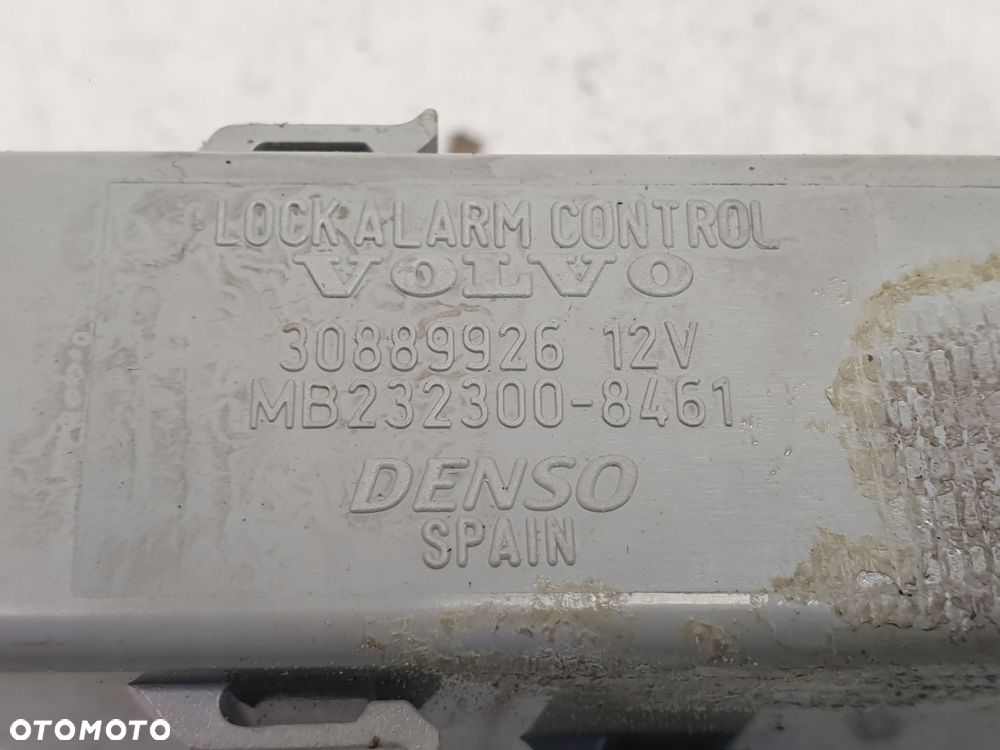 LOCK ALARM CONTROL
VOLVO
30889926 12V
MB232300-8461
DENSO
SPAIN
OTOMOTO